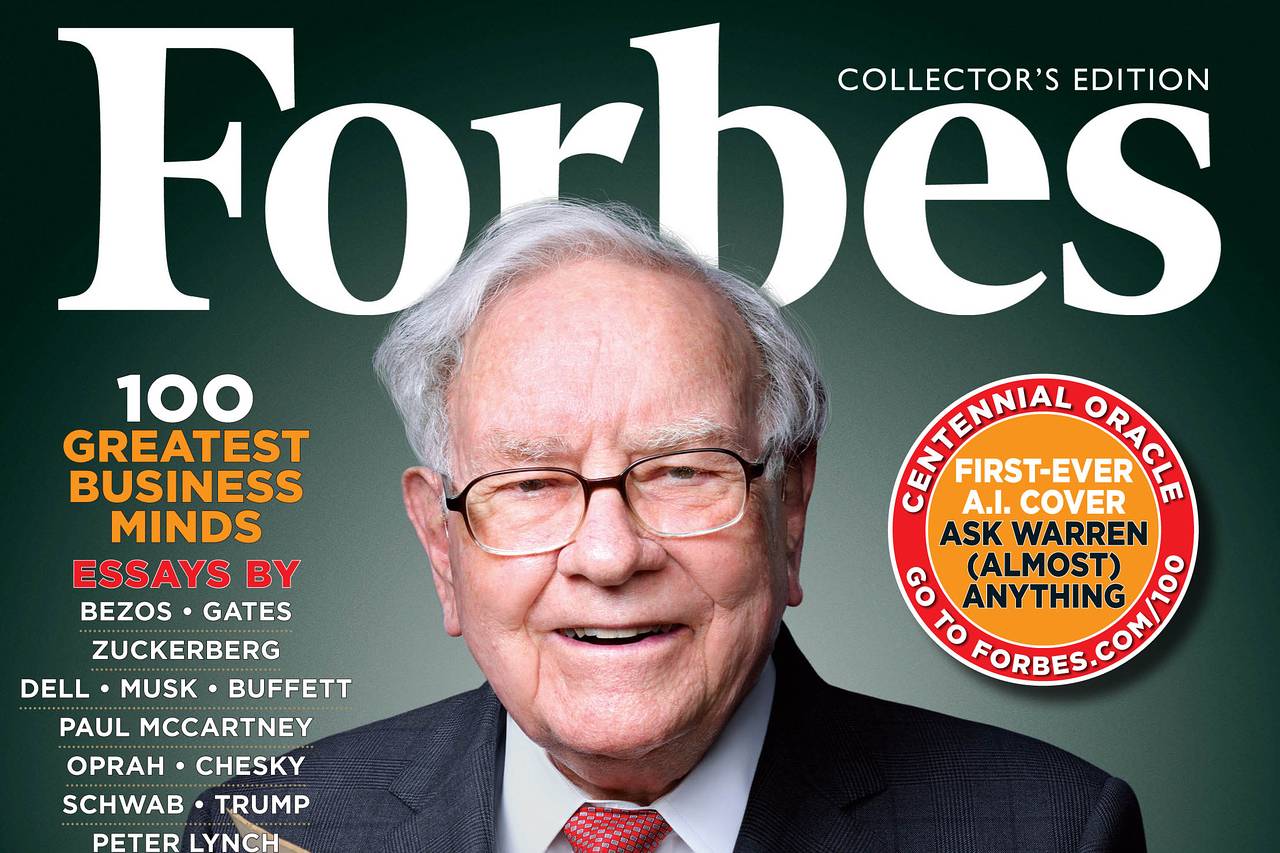 Forbes
COLLECTOR'S EDITION
100
GREATEST
BUSINESS
MINDS
ESSAYS BY
BEZOS • GATES
ZUCKERBERG
DELL • MUSK • BUFFETT
PAUL MCCARTNEY
OPRAH • CHESKY
SCHWAB • TRUMP
PETER LYNCH
CENTENNIAL ORACLE
FIRST-EVER
A.I. COVER
ASK WARREN
(ALMOST)
ANYTHING
GO TO FORBES.COM/100